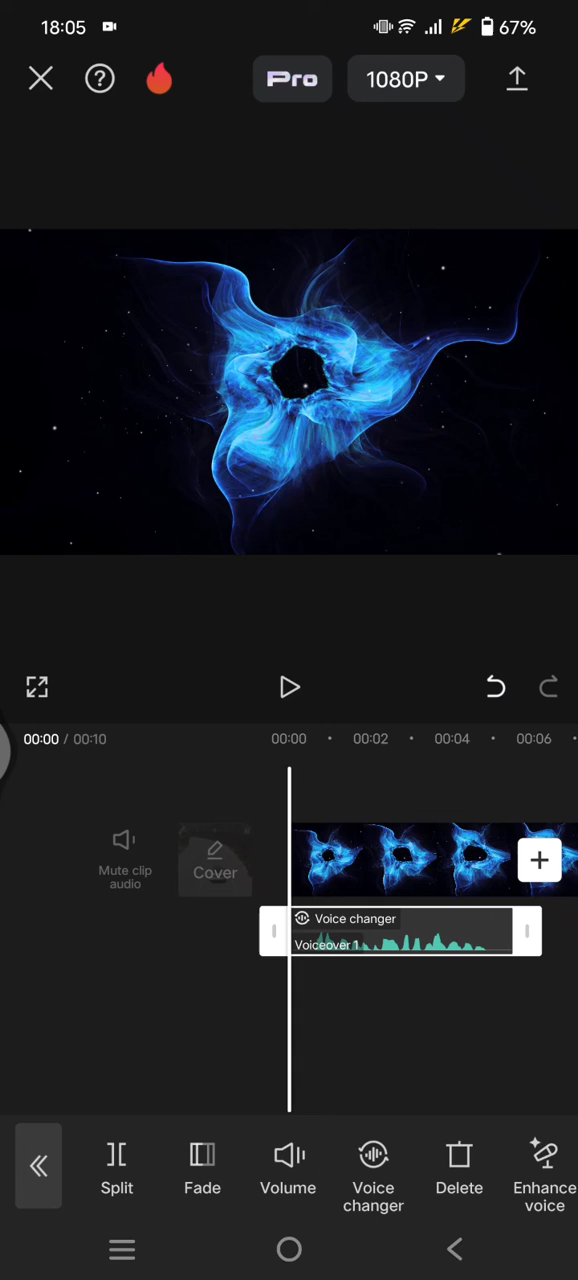 18:05
67%
Pro
1080P
00:00 / 00:10
00:00
00:02
00:04
00:06
Mute clip
audio
Cover
Voice changer
Voiceover 1
Split
Fade
Volume
Voice
changer
Delete
Enhance
voice